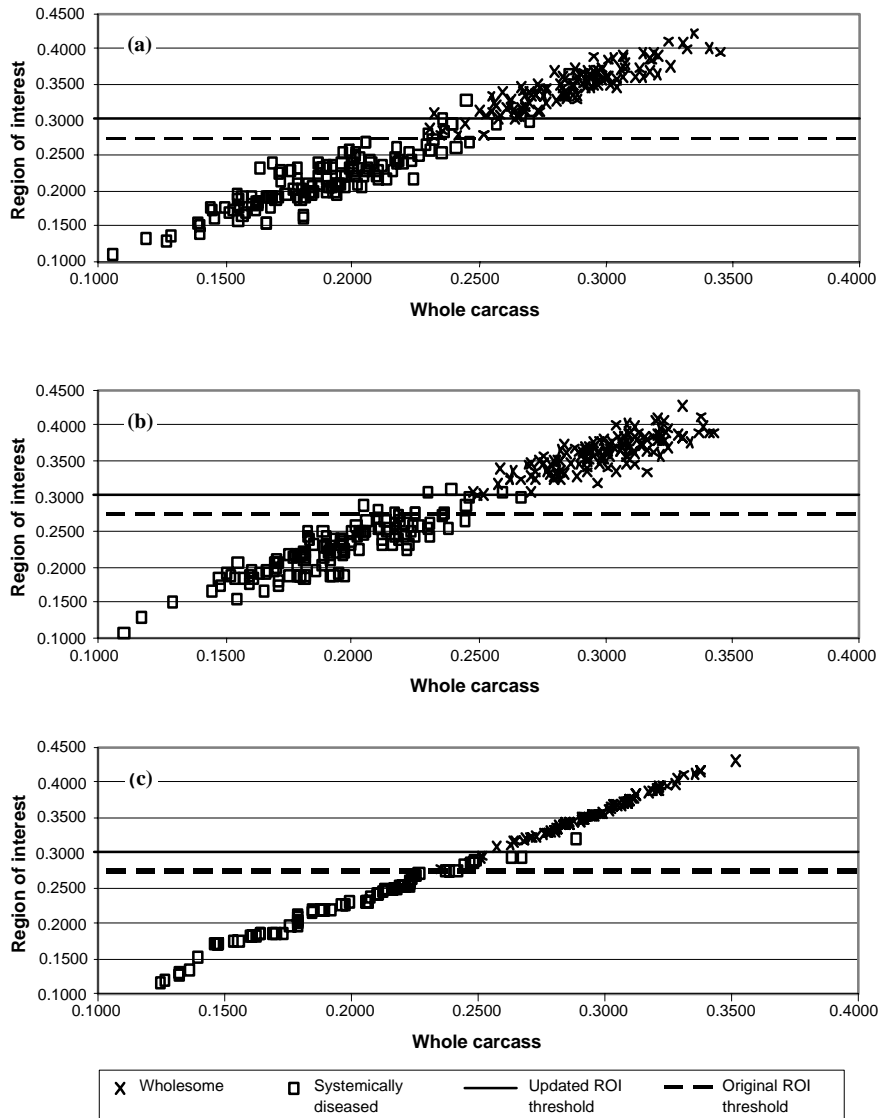 0.4500
(a)
0.4000
0.3500
0.3000
0.2500
0.2000
0.1500
0.1000
Region of interest
0.1000 0.1500 0.2000 0.2500 0.3000 0.3500 0.4000
Whole carcass
0.4500
(b)
0.4000
0.3500
0.3000
0.2500
0.2000
0.1500
0.1000
Region of interest
0.1000 0.1500 0.2000 0.2500 0.3000 0.3500 0.4000
Whole carcass
0.4500
(c)
0.4000
0.3500
0.3000
0.2500
0.2000
0.1500
0.1000
Region of interest
0.1000 0.1500 0.2000 0.2500 0.3000 0.3500 0.4000
Whole carcass
Wholesome
Systemically
diseased
Updated ROI
threshold
Original ROI
threshold